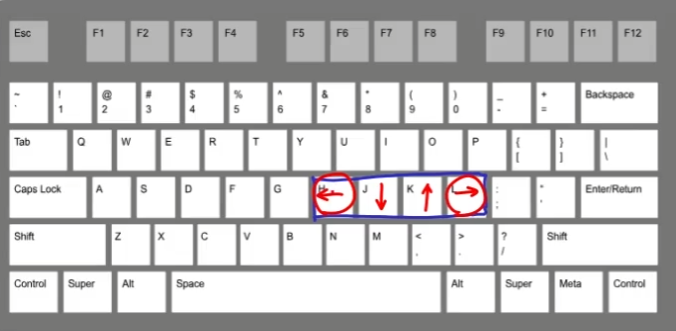 Esc F1 F2 F3 F4 F5 F6 F7 F8 F9 F10 F11 F12
~ ! @ # $ % ^ & * ( ) _ + Backspace
` 1 2 3 4 5 6 7 8 9 0 - =
Tab Q W E R T Y U I O P { } |
[ ] \
Caps Lock A S D F G H J K L : " Enter/Return
; '
Shift Z X C V B N M < > ? Shift
, . /
Control Super Alt Space Alt Super Meta Control